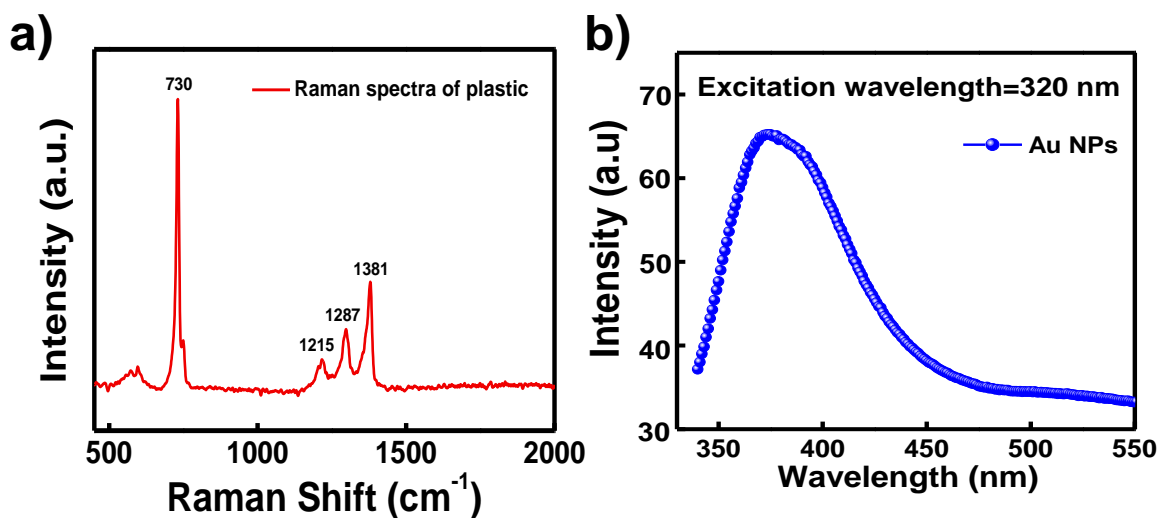 a)
730
Raman spectra of plastic
1381
1287
1215
Intensity (a.u.)
500 1000 1500 2000
Raman Shift (cm⁻¹)
b)
Excitation wavelength=320 nm
Au NPs
70
60
50
40
30
Intensity (a.u)
350 400 450 500 550
Wavelength (nm)